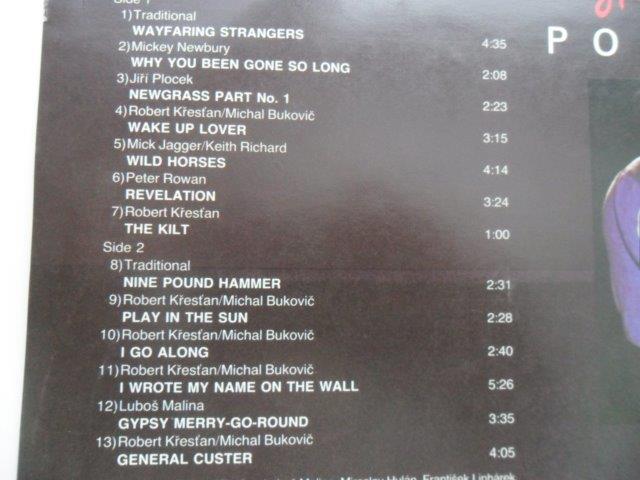 Side 1
1)Traditional
WAYFARING STRANGERS 4:35
2)Mickey Newbury
WHY YOU BEEN GONE SO LONG 2:08
3)Jiří Plocek
NEWGRASS PART No. 1 2:23
4)Robert Křesťan/Michal Bukovič
WAKE UP LOVER 3:15
5)Mick Jagger/Keith Richard
WILD HORSES 4:14
6)Peter Rowan
REVELATION 3:24
7)Robert Křesťan
THE KILT 1:00
Side 2
8)Traditional
NINE POUND HAMMER 2:31
9)Robert Křesťan/Michal Bukovič
PLAY IN THE SUN 2:28
10)Robert Křesťan/Michal Bukovič
I GO ALONG 2:40
11)Robert Křesťan/Michal Bukovič
I WROTE MY NAME ON THE WALL 5:26
12)Luboš Malina
GYPSY MERRY-GO-ROUND 3:35
13)Robert Křesťan/Michal Bukovič
GENERAL CUSTER 4:05
Malina, Miroslav Hulán, František Linhárek
P O